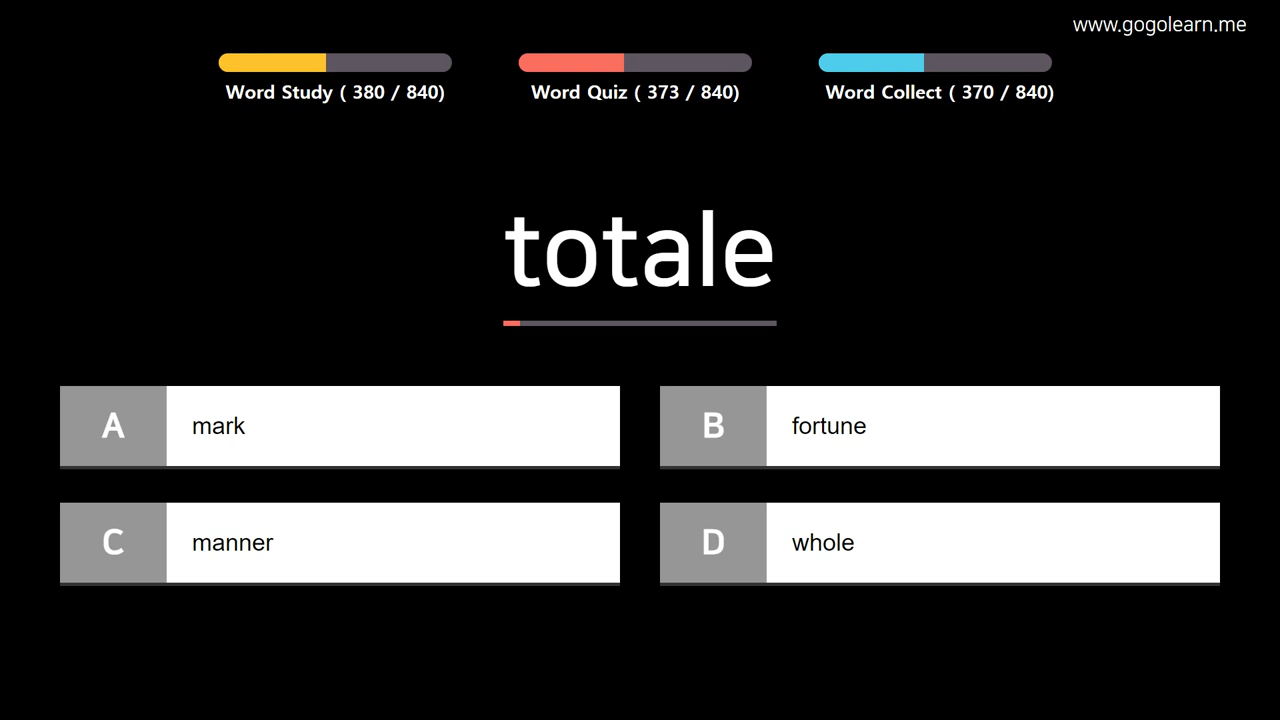 www.gogolearn.me
Word Study ( 380 / 840)
Word Quiz ( 373 / 840)
Word Collect ( 370 / 840)
totale
A mark
B fortune
C manner
D whole